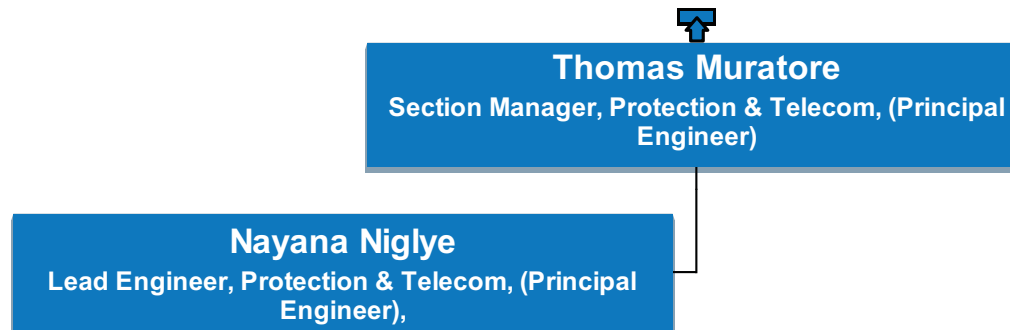 Thomas Muratore
Section Manager, Protection & Telecom, (Principal
Engineer)
Nayana Niglye
Lead Engineer, Protection & Telecom, (Principal
Engineer),